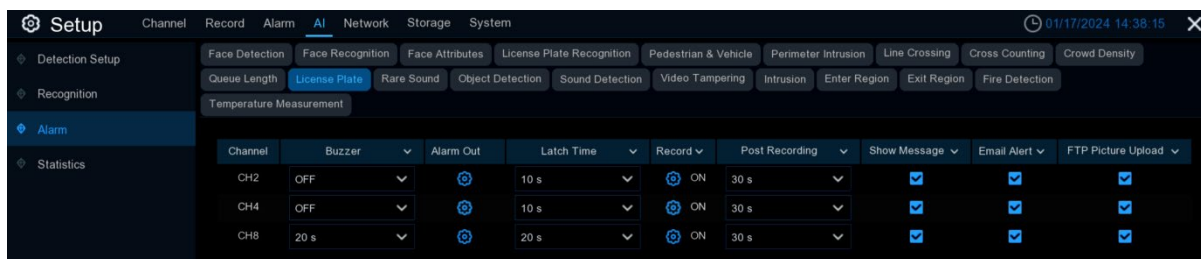 Setup Channel Record Alarm AI Network Storage System 01/17/2024 14:38:15
Detection Setup
Recognition
Alarm
Statistics
Face Detection Face Recognition Face Attributes License Plate Recognition Pedestrian & Vehicle Perimeter Intrusion Line Crossing Cross Counting Crowd Density
Queue Length License Plate Rare Sound Object Detection Sound Detection Video Tampering Intrusion Enter Region Exit Region Fire Detection
Temperature Measurement
Channel Buzzer Alarm Out Latch Time Record Post Recording Show Message Email Alert FTP Picture Upload
CH2 OFF 10 s ON 30 s
CH4 OFF 10 s ON 30 s
CH8 20 s 20 s ON 30 s